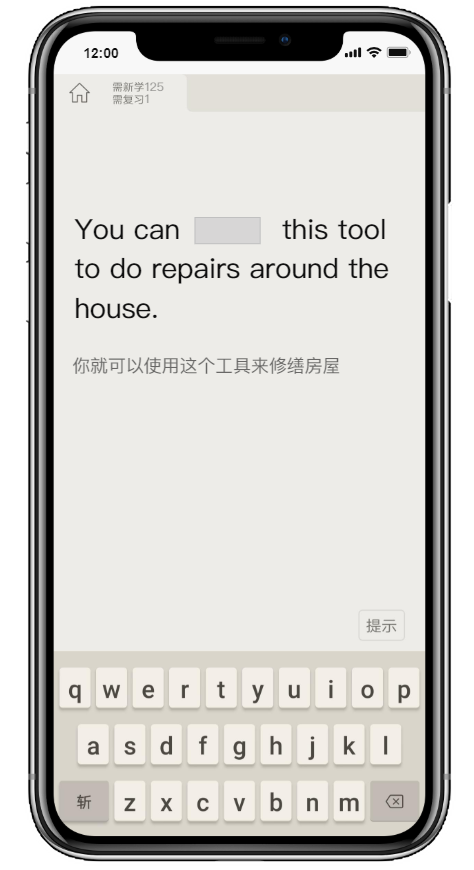 12:00
需新学125
需复习1
You can this tool
to do repairs around the
house.
你就可以使用这个工具来修缮房屋
提示
q w e r t y u i o p
a s d f g h j k l
斩 z x c v b n m